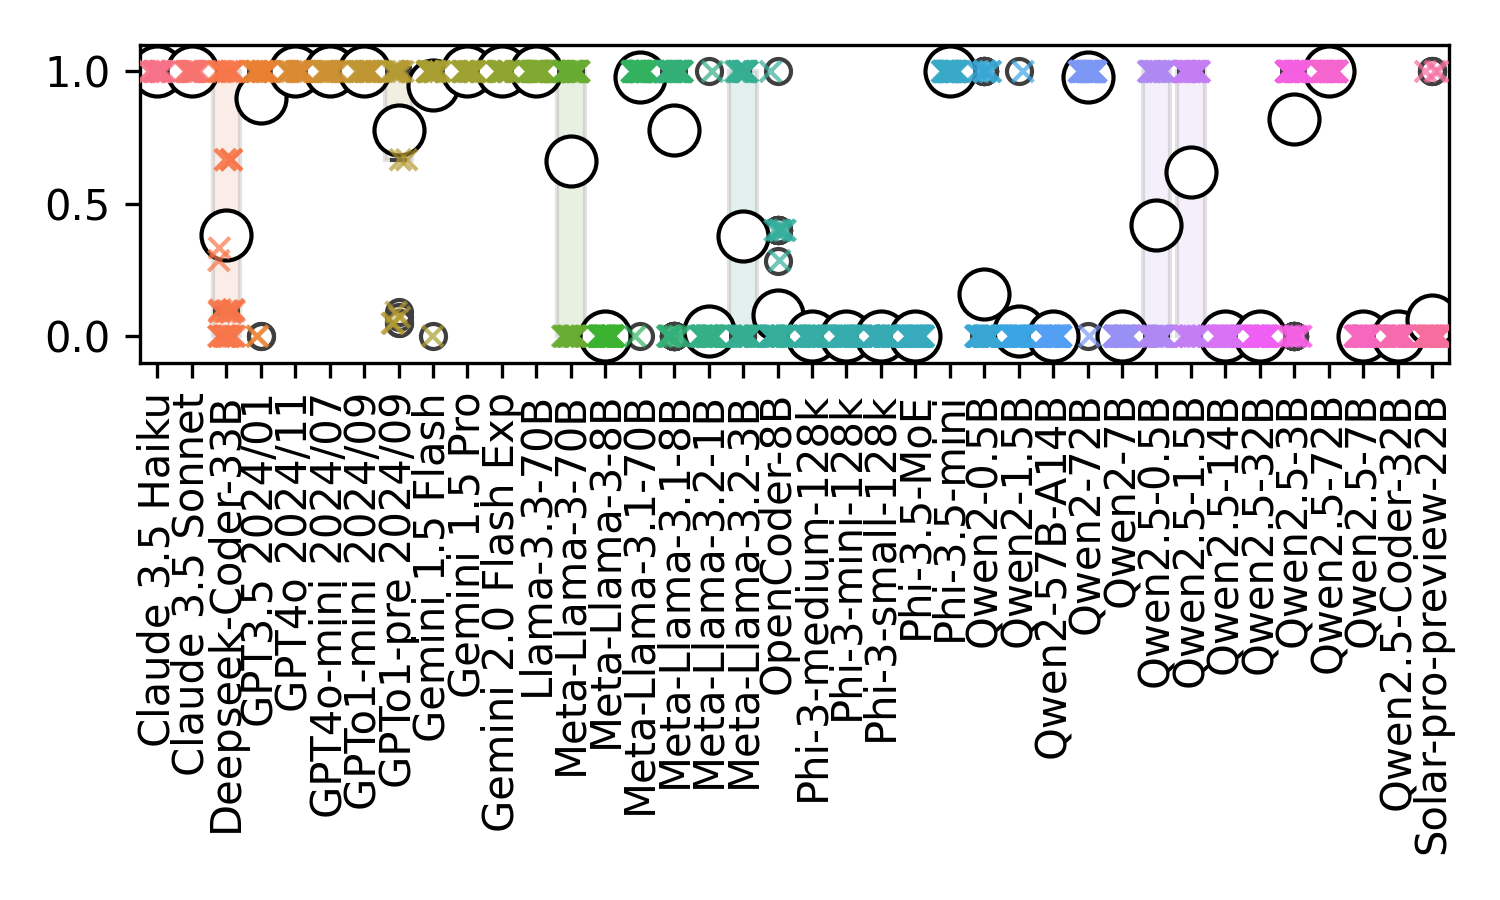 1.0
0.5
0.0
Claude 3.5 Haiku
Claude 3.5 Sonnet
Deepseek-Coder-33B
GPT3.5 2024/01
GPT4o 2024/11
GPT4o-mini 2024/07
GPTo1-mini 2024/09
GPTo1-pre 2024/09
Gemini 1.5 Flash
Gemini 1.5 Pro
Gemini 2.0 Flash Exp
Llama-3.3-70B
Meta-Llama-3-70B
Meta-Llama-3-8B
Meta-Llama-3.1-70B
Meta-Llama-3.1-8B
Meta-Llama-3.2-1B
Meta-Llama-3.2-3B
OpenCoder-8B
Phi-3-medium-128k
Phi-3-mini-128k
Phi-3-small-128k
Phi-3.5-MoE
Phi-3.5-mini
Qwen2-0.5B
Qwen2-1.5B
Qwen2-57B-A14B
Qwen2-72B
Qwen2-7B
Qwen2.5-0.5B
Qwen2.5-1.5B
Qwen2.5-14B
Qwen2.5-32B
Qwen2.5-3B
Qwen2.5-72B
Qwen2.5-7B
Qwen2.5-Coder-32B
Solar-pro-preview-22B